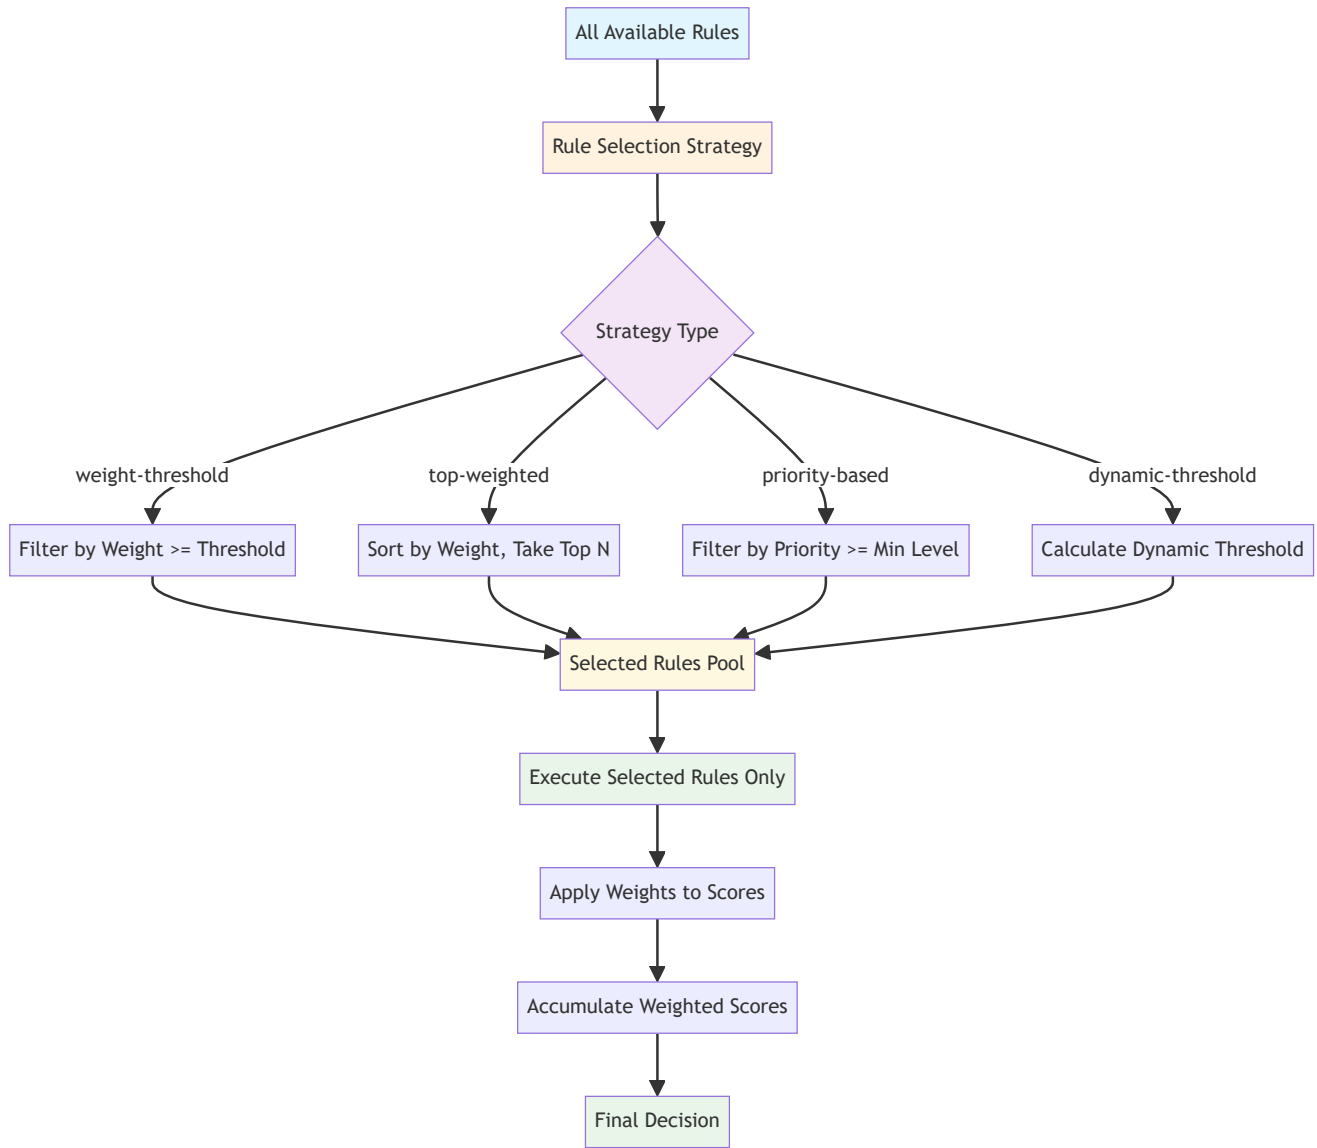 All Available Rules
Rule Selection Strategy
Strategy Type
weight-threshold
top-weighted
priority-based
dynamic-threshold
Filter by Weight >= Threshold
Sort by Weight, Take Top N
Filter by Priority >= Min Level
Calculate Dynamic Threshold
Selected Rules Pool
Execute Selected Rules Only
Apply Weights to Scores
Accumulate Weighted Scores
Final Decision